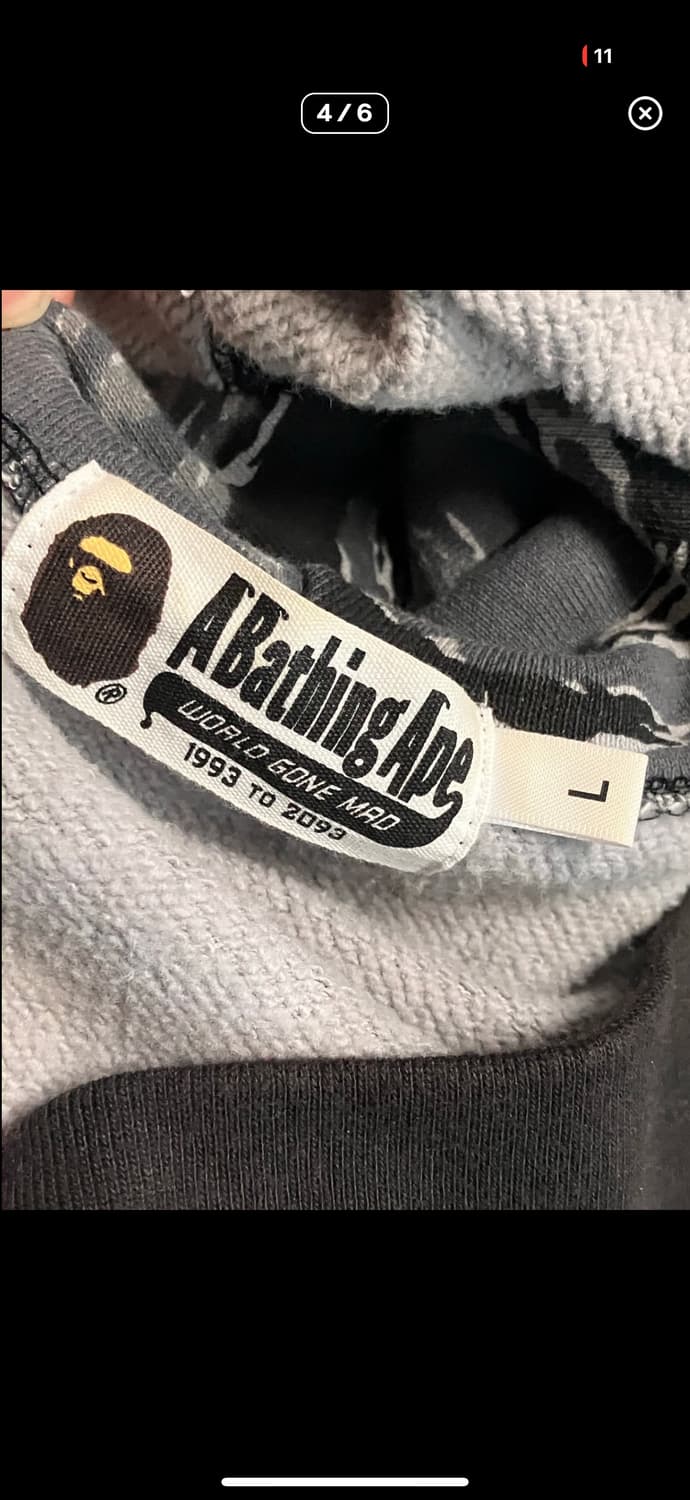 11
4/6
®
A Bathing Ape
WORLD GONE MAD
1993 TO 2093
L